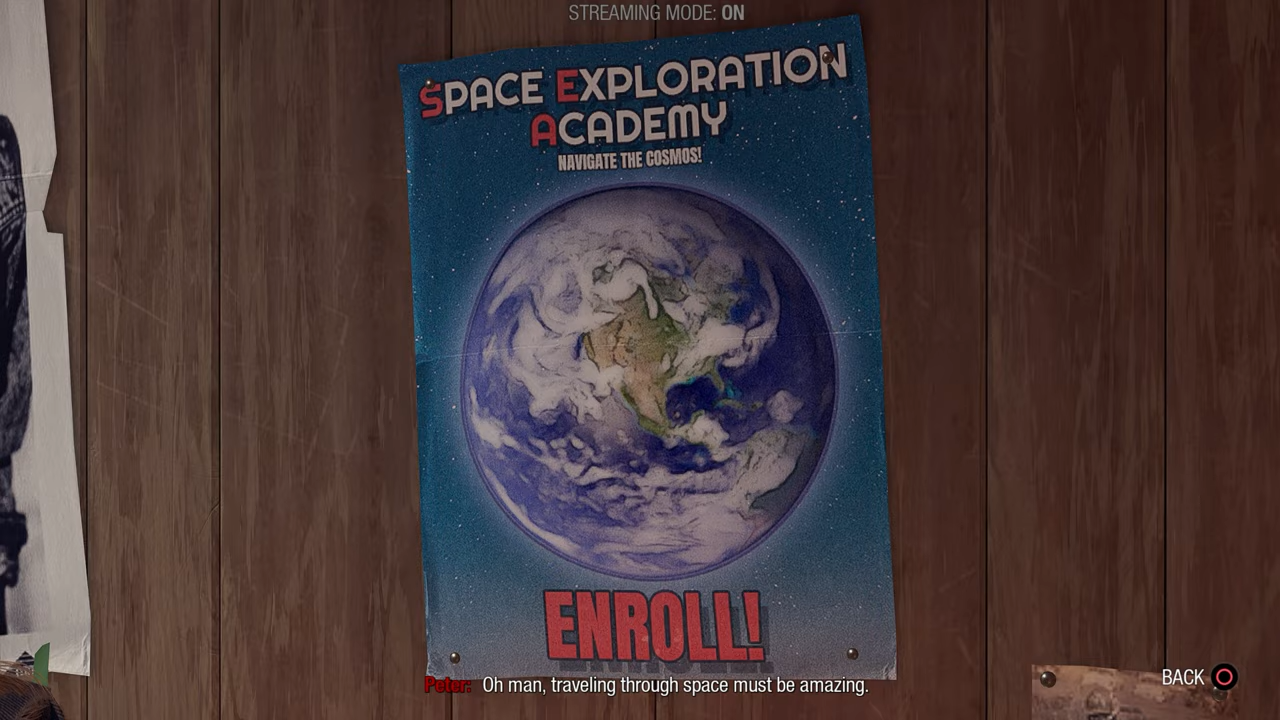 STREAMING MODE: ON
SPACE EXPLORATION
ACADEMY
NAVIGATE THE COSMOS!
ENROLL!
Peter: Oh man, traveling through space must be amazing.
BACK